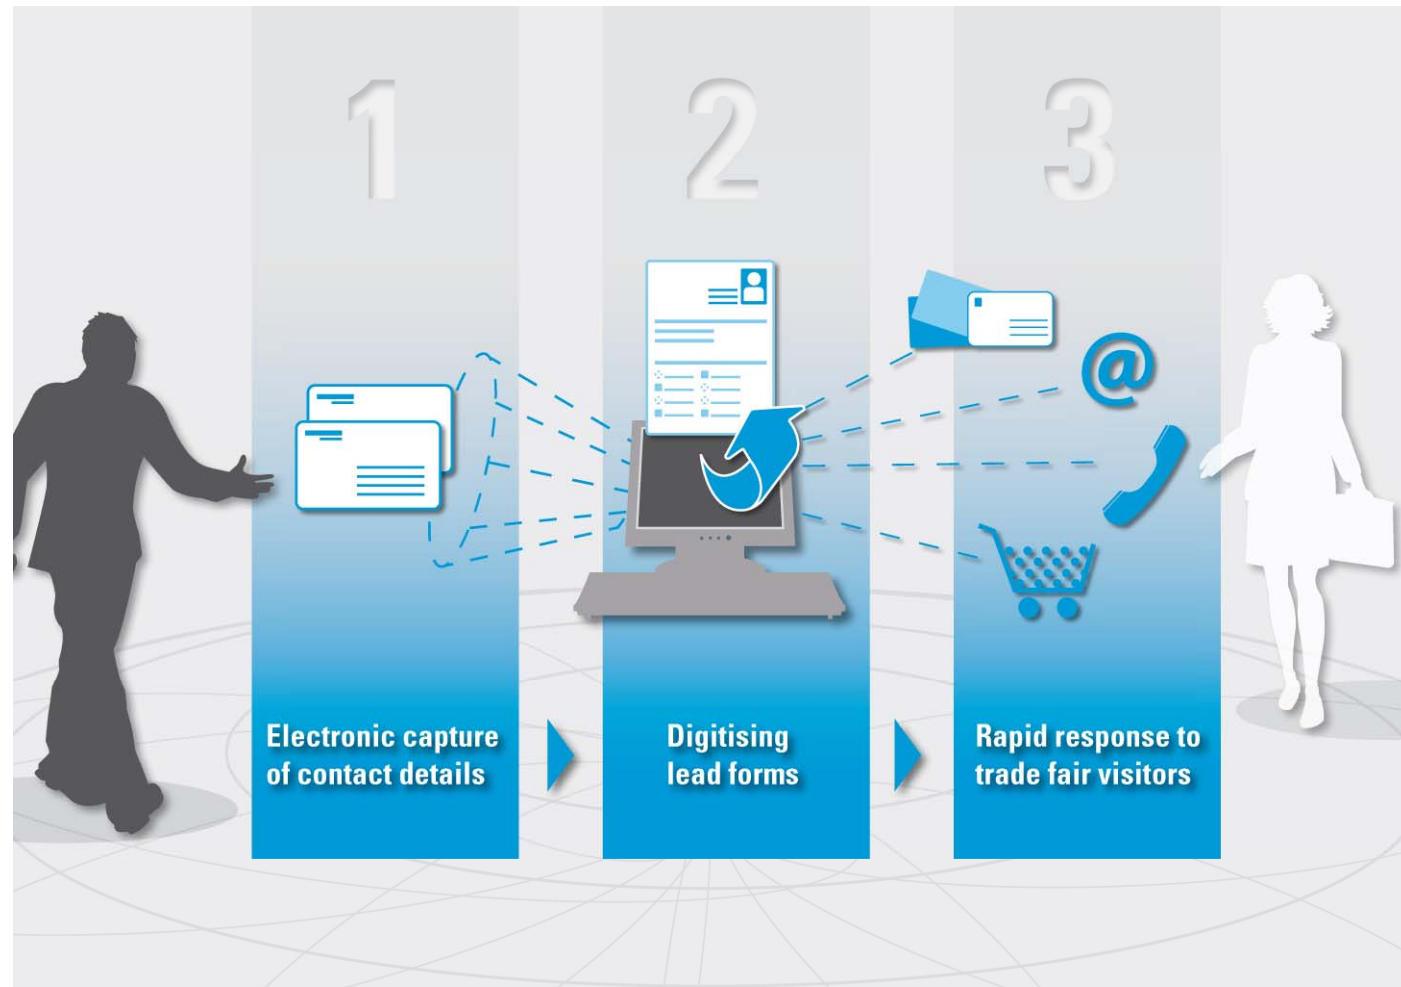 1
2
3
@
Electronic capture
of contact details
Digitising
lead forms
Rapid response to
trade fair visitors